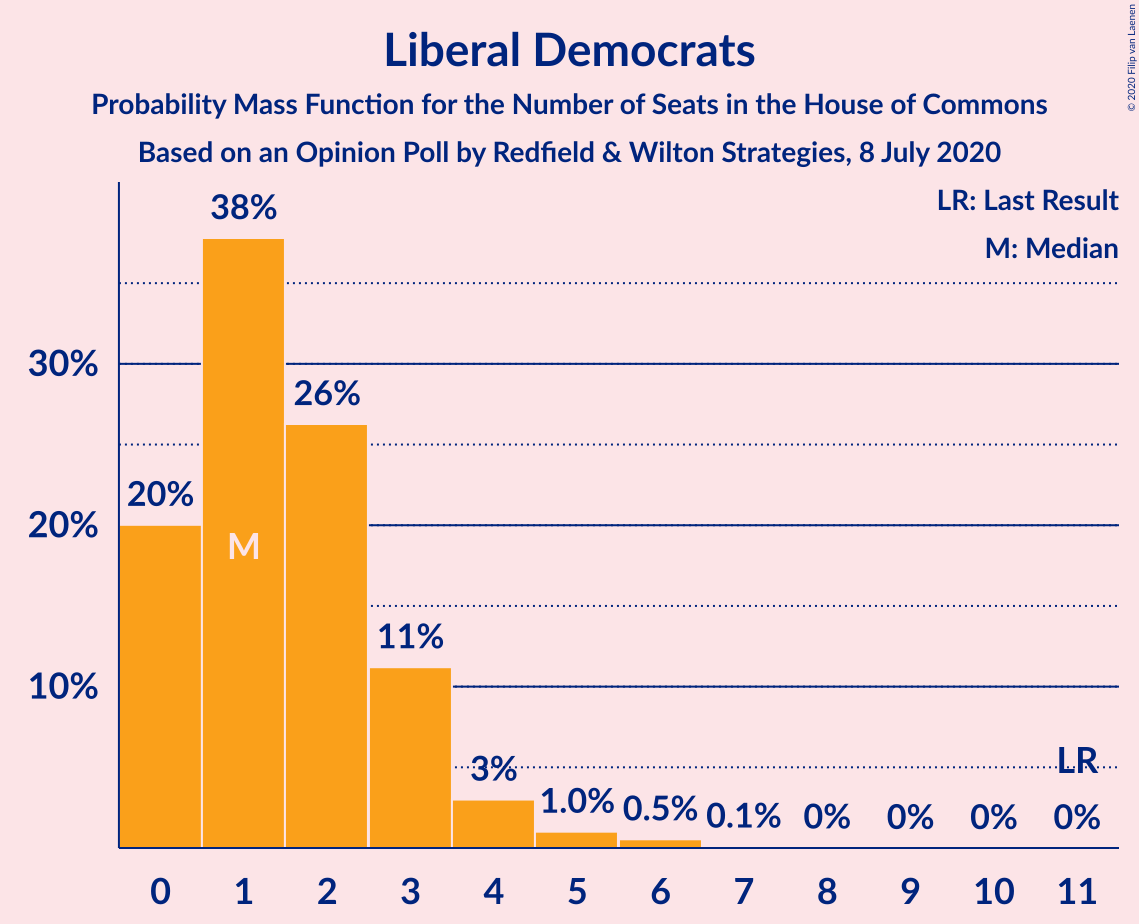 © 2020 Filip van Laenen
Liberal Democrats
Probability Mass Function for the Number of Seats in the House of Commons
Based on an Opinion Poll by Redfield & Wilton Strategies, 8 July 2020
LR: Last Result
M: Median
38%
30%
26%
20%
20%
M
11%
10%
3%
LR
1.0%
0.5%
0.1%
0%
0%
0%
0%
0 1 2 3 4 5 6 7 8 9 10 11